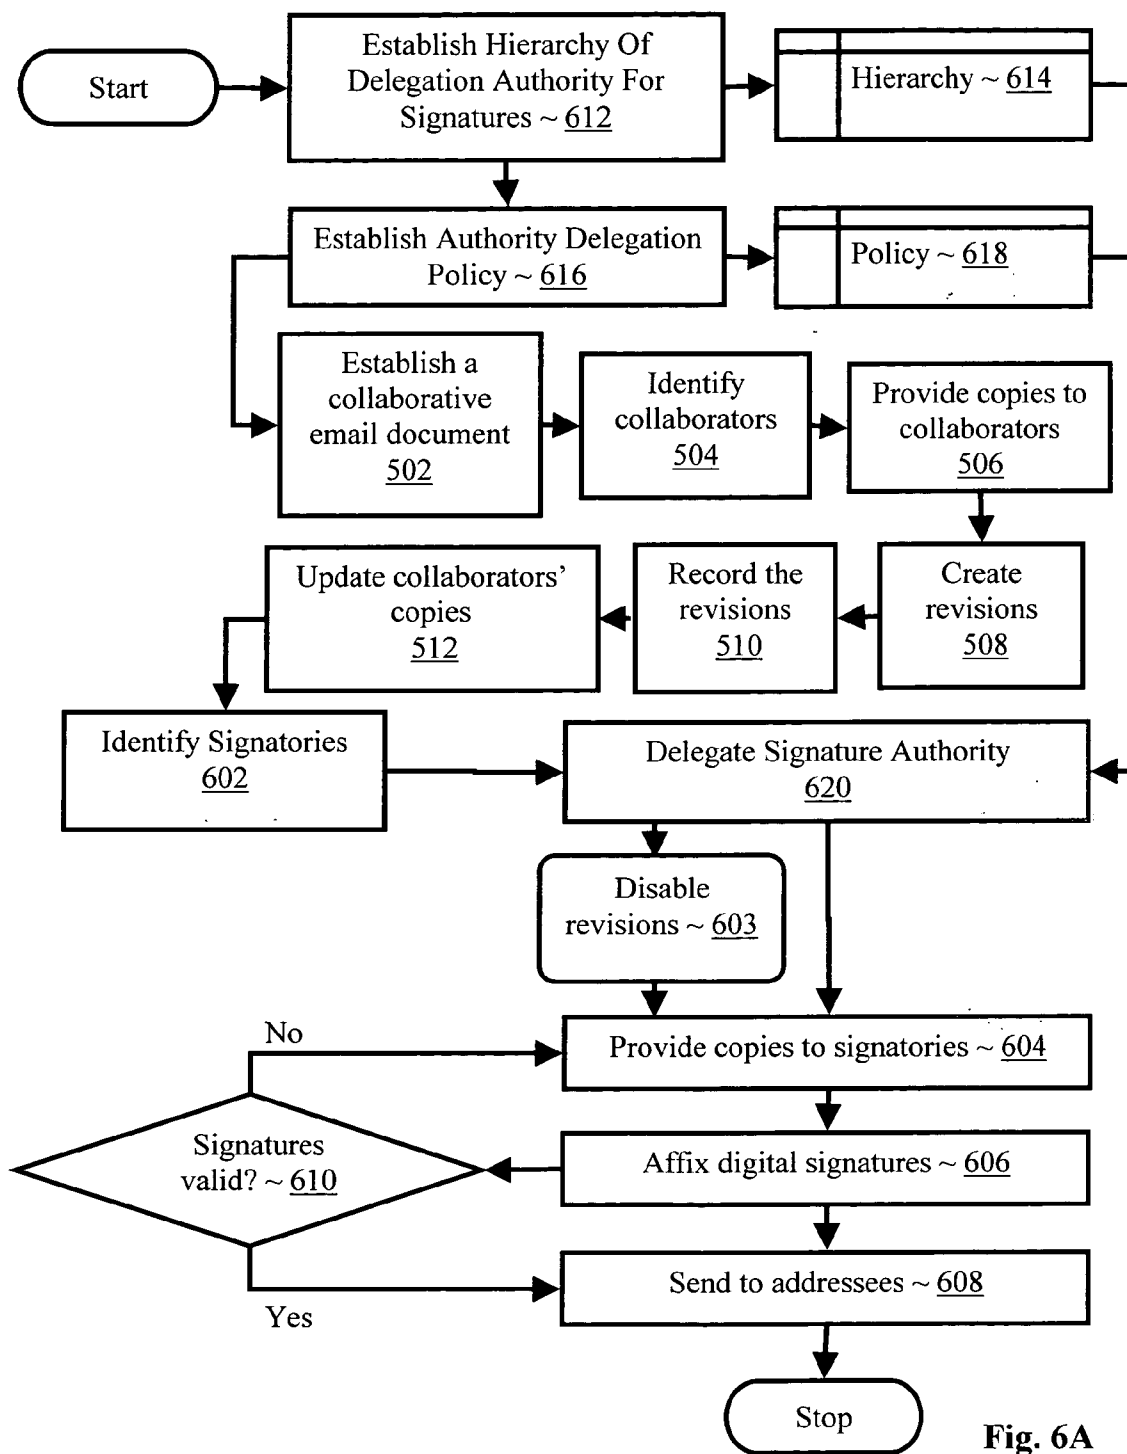 Start
Establish Hierarchy Of
Delegation Authority For
Signatures ~ 612
Hierarchy ~ 614
Establish Authority Delegation
Policy ~ 616
Policy ~ 618
Establish a
collaborative
email document
502
Identify
collaborators
504
Provide copies to
collaborators
506
Create
revisions
508
Record the
revisions
510
Update collaborators’
copies
512
Identify Signatories
602
Delegate Signature Authority
620
Disable
revisions ~ 603
Provide copies to signatories ~ 604
No
Signatures
valid? ~ 610
Affix digital signatures ~ 606
Yes
Send to addressees ~ 608
Stop
Fig. 6A